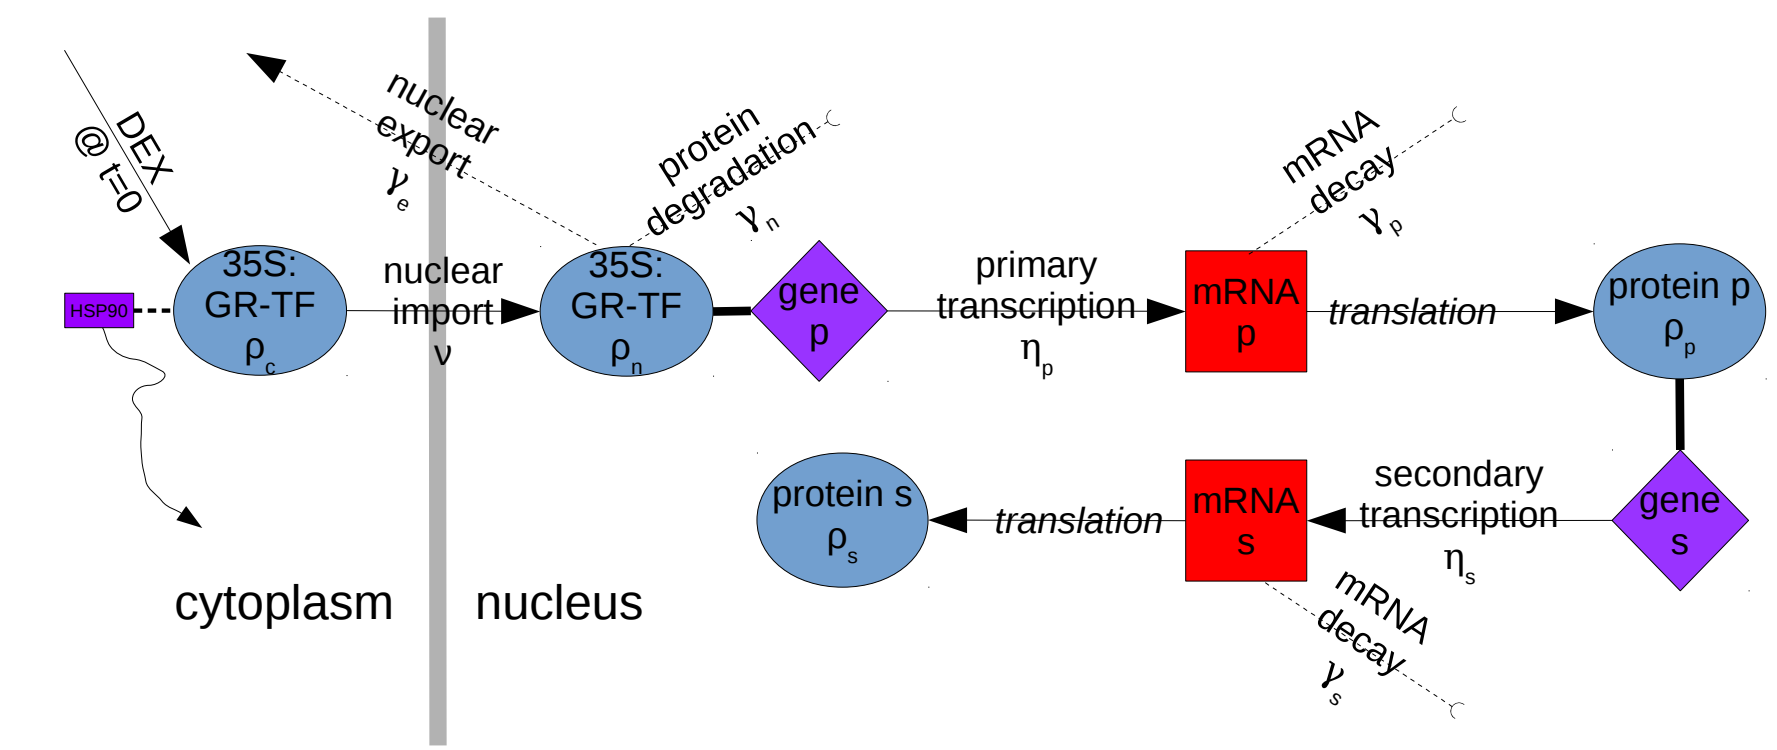 DEX
@ t=0
HSP90
35S:
GR-TF
ρc
nuclear
export
γe
nuclear
import
ν
protein
degradation
γn
35S:
GR-TF
ρn
gene
p
primary
transcription
ηp
mRNA
decay
γp
mRNA
p
translation
protein p
ρp
gene
s
secondary
transcription
ηs
mRNA
s
mRNA
decay
γs
translation
protein s
ρs
cytoplasm
nucleus